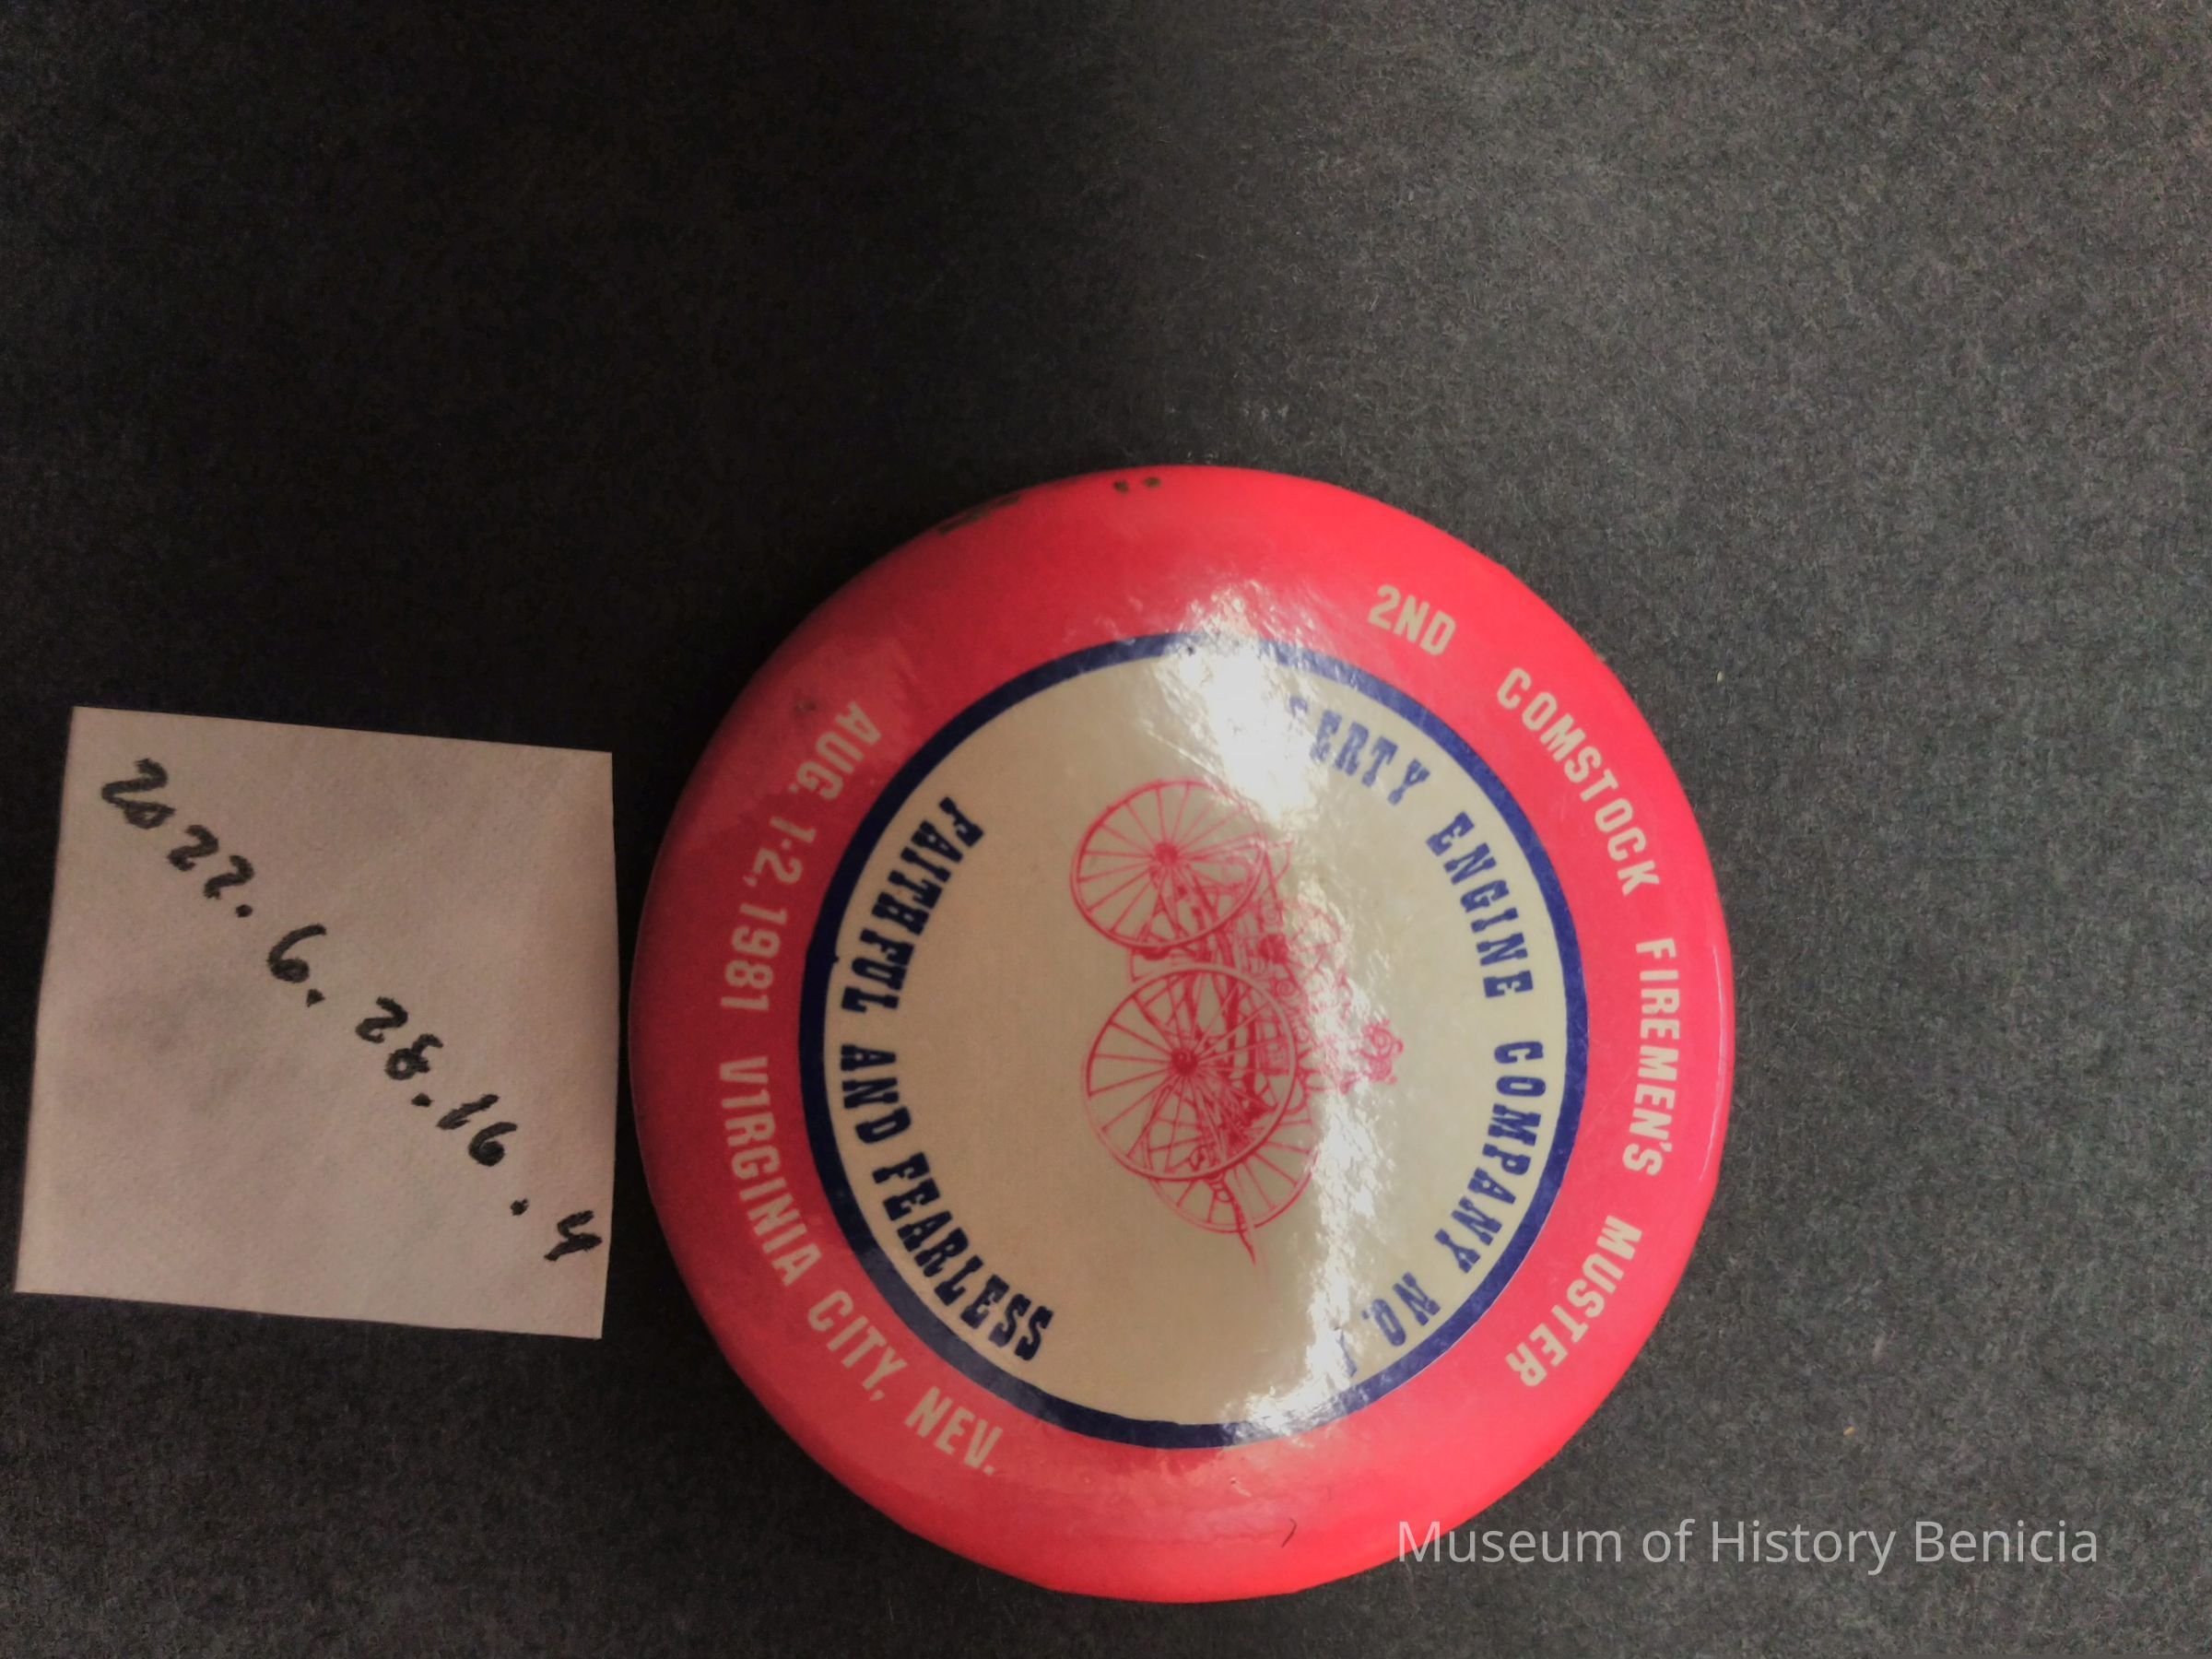 2022.6.28.16.4
2ND COMSTOCK FIREMEN'S MUSTER
ENGINE COMPANY NO. 1
FAITHFUL AND FEARLESS
AUG. 1-2, 1981 VIRGINIA CITY, NEV.
Museum of History Benicia